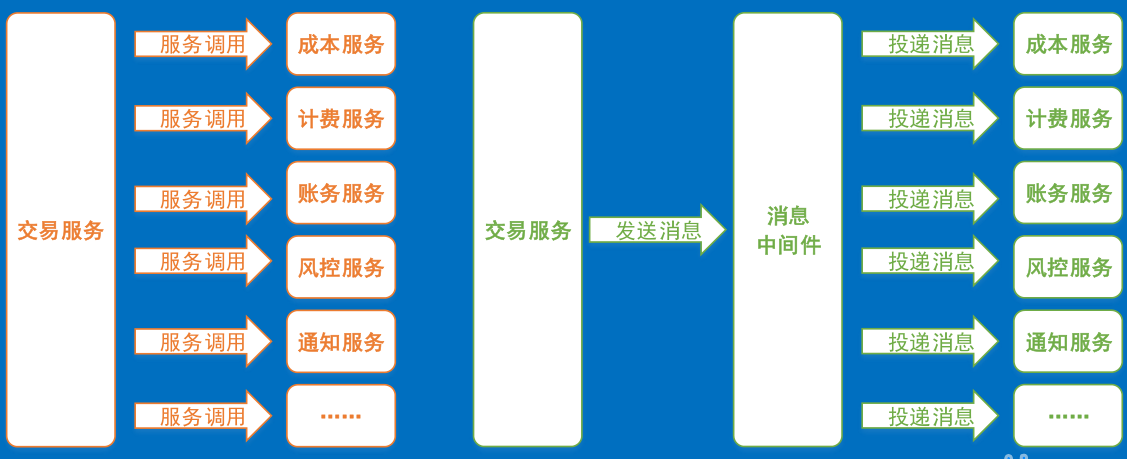 交易服务
服务调用
成本服务
服务调用
计费服务
服务调用
账务服务
服务调用
风控服务
服务调用
通知服务
服务调用
……
交易服务
发送消息
消息
中间件
投递消息
成本服务
投递消息
计费服务
投递消息
账务服务
投递消息
风控服务
投递消息
通知服务
投递消息
……